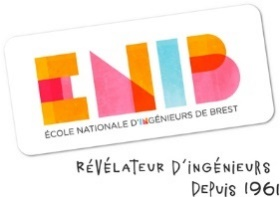 ENIB
ÉCOLE NATIONALE D'INGÉNIEURS DE BREST
RÉVÉLATEUR D'INGÉNIEURS
DEPUIS 1961